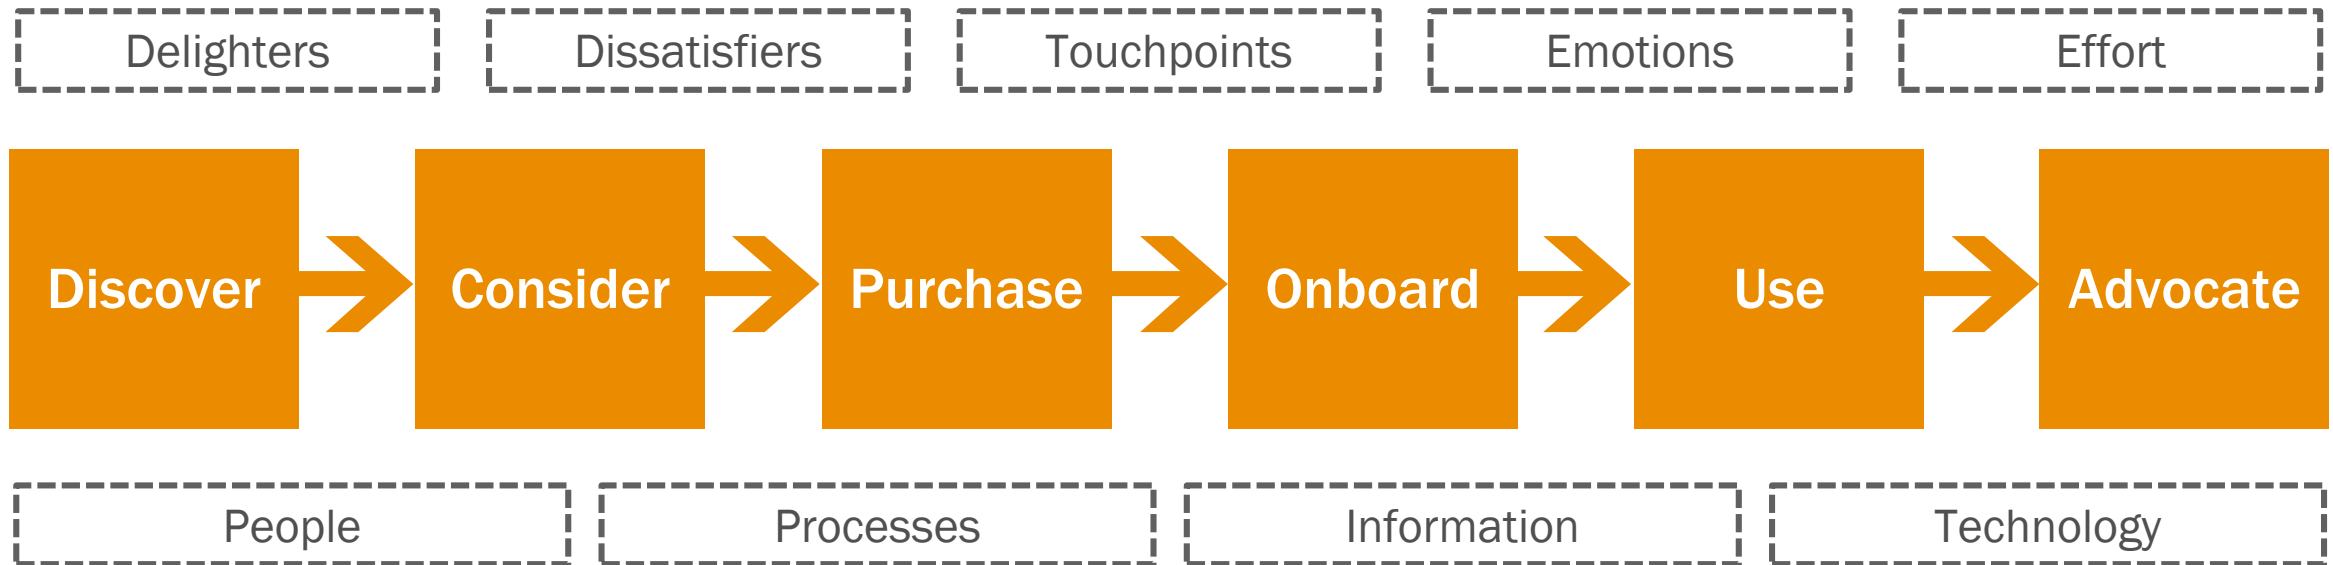 Delighters Dissatisfiers Touchpoints Emotions Effort
Discover Consider Purchase Onboard Use Advocate
People Processes Information Technology